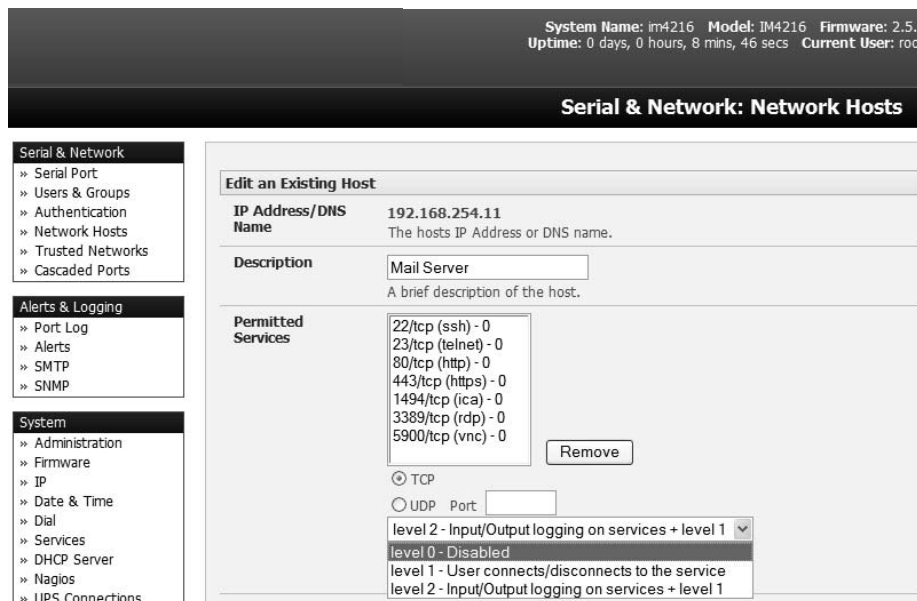 System Name: im4216 Model: IM4216 Firmware: 2.5.
Uptime: 0 days, 0 hours, 8 mins, 46 secs Current User: roo
Serial & Network: Network Hosts
Serial & Network
» Serial Port
» Users & Groups
» Authentication
» Network Hosts
» Trusted Networks
» Cascaded Ports
Alerts & Logging
» Port Log
» Alerts
» SMTP
» SNMP
System
» Administration
» Firmware
» IP
» Date & Time
» Dial
» Services
» DHCP Server
» Nagios
» UPS Connections
Edit an Existing Host
IP Address/DNS Name
192.168.254.11
The hosts IP Address or DNS name.
Description
Mail Server
A brief description of the host.
Permitted Services
22/tcp (ssh) - 0
23/tcp (telnet) - 0
80/tcp (http) - 0
443/tcp (https) - 0
1494/tcp (ica) - 0
3389/tcp (rdp) - 0
5900/tcp (vnc) - 0
Remove
TCP
UDP Port
level 2 - Input/Output logging on services + level 1
level 0 - Disabled
level 1 - User connects/disconnects to the service
level 2 - Input/Output logging on services + level 1